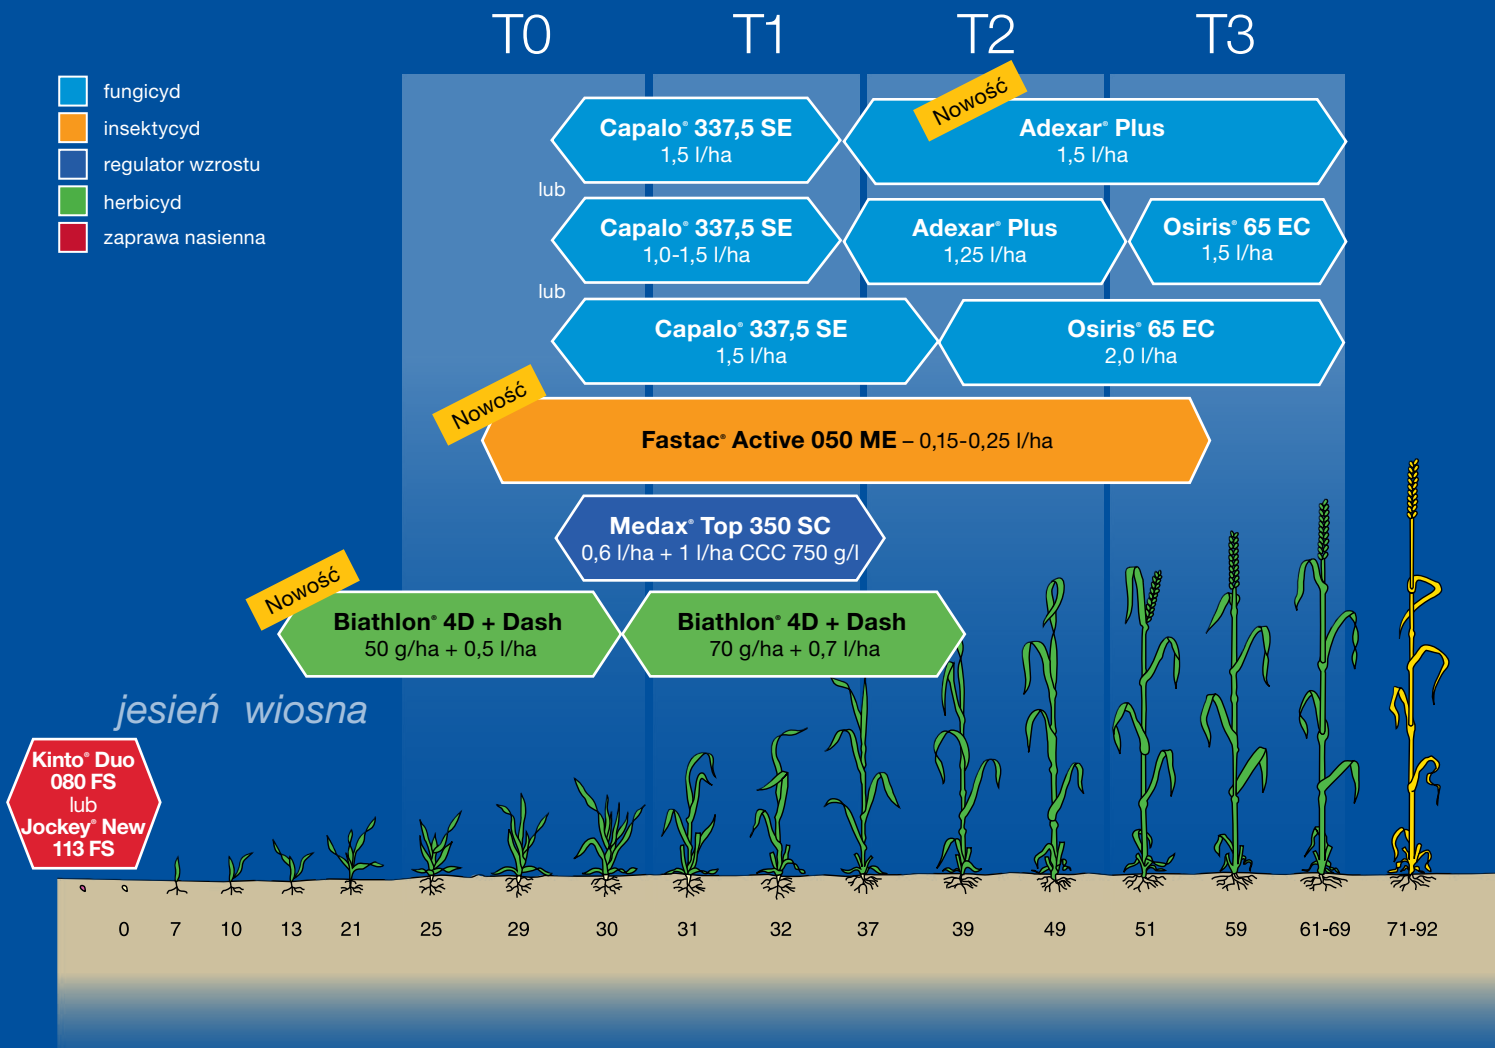 T0 T1 T2 T3
fungicyd
insektycyd
regulator wzrostu
herbicyd
zaprawa nasienna
Capalo® 337,5 SE
1,5 l/ha
Nowość
Adexar® Plus
1,5 l/ha
lub
Capalo® 337,5 SE
1,0-1,5 l/ha
Adexar® Plus
1,25 l/ha
Osiris® 65 EC
1,5 l/ha
lub
Capalo® 337,5 SE
1,5 l/ha
Osiris® 65 EC
2,0 l/ha
Nowość
Fastac® Active 050 ME – 0,15-0,25 l/ha
Medax® Top 350 SC
0,6 l/ha + 1 l/ha CCC 750 g/l
Nowość
Biathlon® 4D + Dash
50 g/ha + 0,5 l/ha
Biathlon® 4D + Dash
70 g/ha + 0,7 l/ha
jesień wiosna
Kinto® Duo
080 FS
lub
Jockey® New
113 FS
0 7 10 13 21 25 29 30 31 32 37 39 49 51 59 61-69 71-92